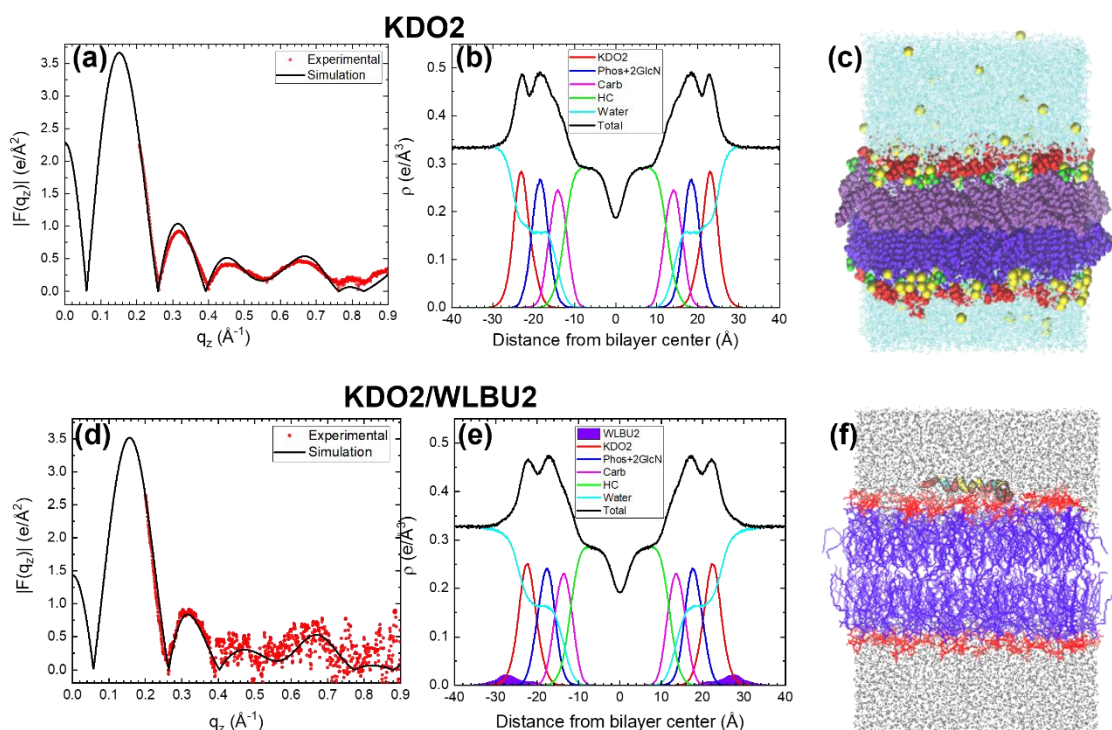 KDO2
(a)
Experimental
Simulation
3.5
3.0
2.5
2.0
1.5
1.0
0.5
0.0
|F(q_z)| (e/Å²)
0.0 0.1 0.2 0.3 0.4 0.5 0.6 0.7 0.8 0.9
q_z (Å⁻¹)
(b)
KDO2
Phos+2GlcN
Carb
HC
Water
Total
0.5
0.4
0.3
0.2
0.1
0.0
ρ (e/Å³)
-40 -30 -20 -10 0 10 20 30 40
Distance from bilayer center (Å)
(c)
KDO2/WLBU2
(d)
Experimental
Simulation
3.5
3.0
2.5
2.0
1.5
1.0
0.5
0.0
|F(q_z)| (e/Å²)
0.0 0.1 0.2 0.3 0.4 0.5 0.6 0.7 0.8 0.9
q_z (Å⁻¹)
(e)
WLBU2
KDO2
Phos+2GlcN
Carb
HC
Water
Total
0.5
0.4
0.3
0.2
0.1
0.0
ρ (e/Å³)
-40 -30 -20 -10 0 10 20 30 40
Distance from bilayer center (Å)
(f)